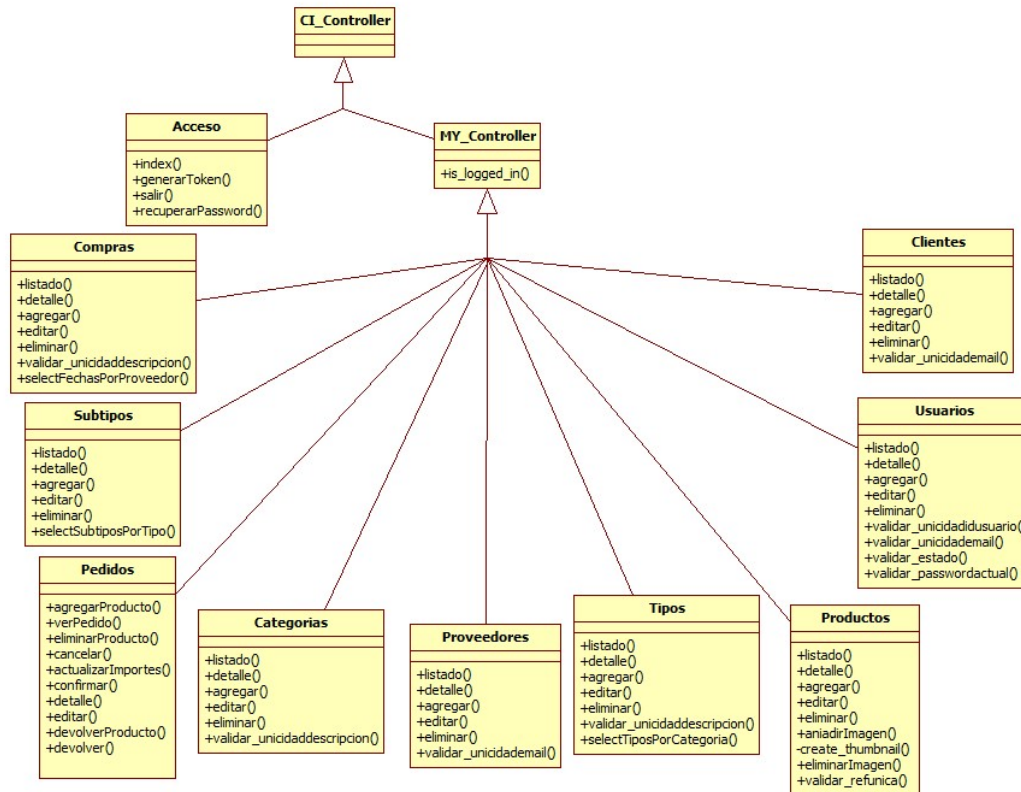 CI_Controller
Acceso
+index()
+generarToken()
+salir()
+recuperarPassword()
MY_Controller
+is_logged_in()
Compras
+listado()
+detalle()
+agregar()
+editar()
+eliminar()
+validar_unicidaddescripcion()
+selectFechasPorProveedor()
Clientes
+listado()
+detalle()
+agregar()
+editar()
+eliminar()
+validar_unicidademail()
Subtipos
+listado()
+detalle()
+agregar()
+editar()
+eliminar()
+selectSubtiposPorTipo()
Usuarios
+listado()
+detalle()
+agregar()
+editar()
+eliminar()
+validar_unicidadidusuario()
+validar_unicidademail()
+validar_estado()
+validar_passwordactual()
Pedidos
+agregarProducto()
+verPedido()
+eliminarProducto()
+cancelar()
+actualizarImportes()
+confirmar()
+detalle()
+editar()
+devolverProducto()
+devolver()
Categorias
+listado()
+detalle()
+agregar()
+editar()
+eliminar()
+validar_unicidaddescripcion()
Proveedores
+listado()
+detalle()
+agregar()
+editar()
+eliminar()
+validar_unicidademail()
Tipos
+listado()
+detalle()
+agregar()
+editar()
+eliminar()
+validar_unicidaddescripcion()
+selectTiposPorCategoria()
Productos
+listado()
+detalle()
+agregar()
+editar()
+eliminar()
+aniadirImagen()
-create_thumbnail()
+eliminarImagen()
+validar_refunica()